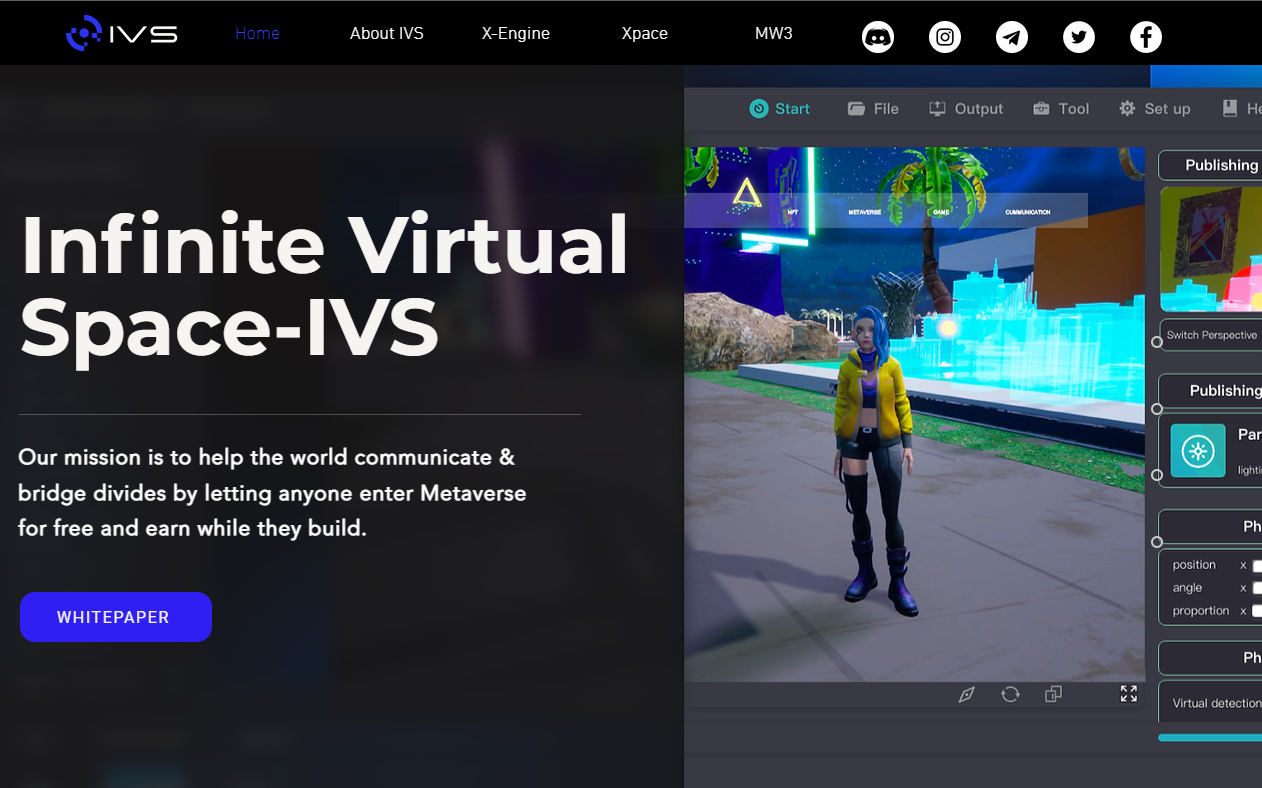 IVS
Home
About IVS
X-Engine
Xpace
MW3
Start
File
Output
Tool
Set up
He
NFT
METAVERSE
GAME
CUMMUNICATION
Infinite Virtual
Space-IVS
Our mission is to help the world communicate &
bridge divides by letting anyone enter Metaverse
for free and earn while they build.
WHITEPAPER
Publishing
Switch Perspective
Publishing
Par
lighti
Ph
position x
angle x
proportion x
Ph
Virtual detection